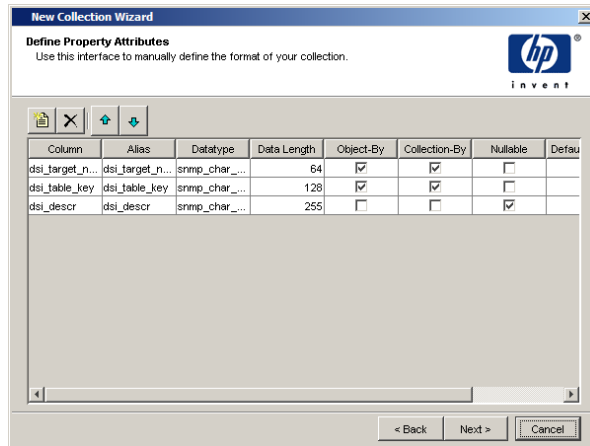 New Collection Wizard
Define Property Attributes
Use this interface to manually define the format of your collection.
hp
®
invent
Column Alias Datatype Data Length Object-By Collection-By Nullable Defau
dsi_target_n... dsi_target_n... snmp_char_... 64
dsi_table_key dsi_table_key snmp_char_... 128
dsi_descr dsi_descr snmp_char_... 255
< Back Next > Cancel